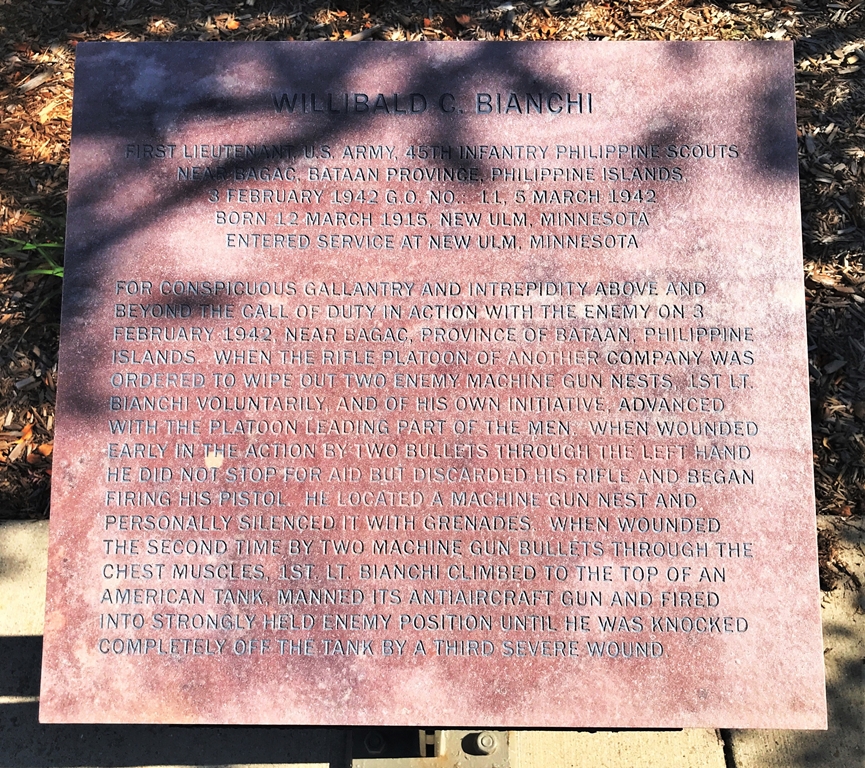 WILLIBALD C. BIANCHI
FIRST LIEUTENANT, U.S. ARMY, 45TH INFANTRY PHILIPPINE SCOUTS
NEAR BAGAC, BATAAN PROVINCE, PHILIPPINE ISLANDS,
3 FEBRUARY 1942 G.O. NO.: 11, 5 MARCH 1942
BORN 12 MARCH 1915, NEW ULM, MINNESOTA
ENTERED SERVICE AT NEW ULM, MINNESOTA
FOR CONSPICUOUS GALLANTRY AND INTREPIDITY ABOVE AND
BEYOND THE CALL OF DUTY IN ACTION WITH THE ENEMY ON 3
FEBRUARY 1942, NEAR BAGAC, PROVINCE OF BATAAN, PHILIPPINE
ISLANDS. WHEN THE RIFLE PLATOON OF ANOTHER COMPANY WAS
ORDERED TO WIPE OUT TWO ENEMY MACHINE GUN NESTS, 1ST LT.
BIANCHI VOLUNTARILY, AND OF HIS OWN INITIATIVE, ADVANCED
WITH THE PLATOON LEADING PART OF THE MEN. WHEN WOUNDED
EARLY IN THE ACTION BY TWO BULLETS THROUGH THE LEFT HAND
HE DID NOT STOP FOR AID BUT DISCARDED HIS RIFLE AND BEGAN
FIRING HIS PISTOL. HE LOCATED A MACHINE GUN NEST AND
PERSONALLY SILENCED IT WITH GRENADES. WHEN WOUNDED
THE SECOND TIME BY TWO MACHINE GUN BULLETS THROUGH THE
CHEST MUSCLES, 1ST. LT. BIANCHI CLIMBED TO THE TOP OF AN
AMERICAN TANK, MANNED ITS ANTIAIRCRAFT GUN AND FIRED
INTO STRONGLY HELD ENEMY POSITION UNTIL HE WAS KNOCKED
COMPLETELY OFF THE TANK BY A THIRD SEVERE WOUND.